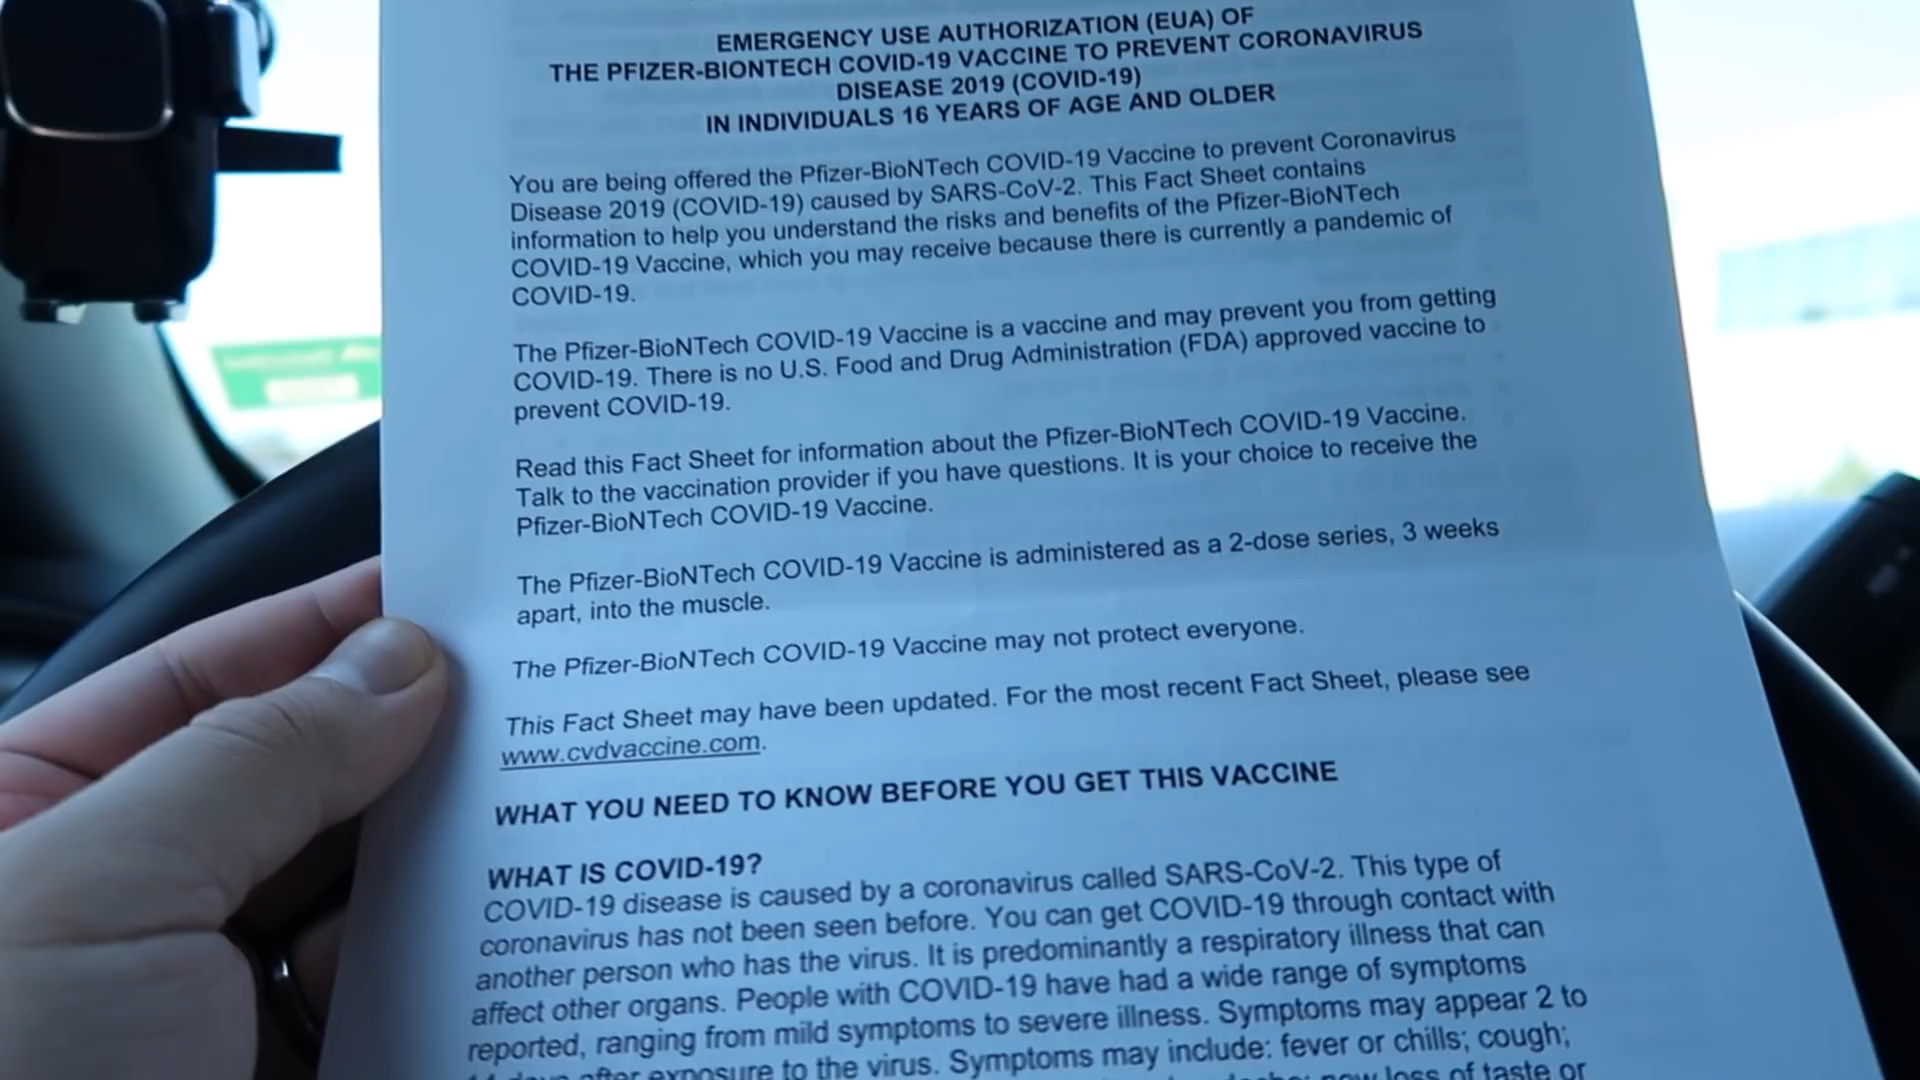 EMERGENCY USE AUTHORIZATION (EUA) OF
THE PFIZER-BIONTECH COVID-19 VACCINE TO PREVENT CORONAVIRUS
DISEASE 2019 (COVID-19)
IN INDIVIDUALS 16 YEARS OF AGE AND OLDER
You are being offered the Pfizer-BioNTech COVID-19 Vaccine to prevent Coronavirus
Disease 2019 (COVID-19) caused by SARS-CoV-2. This Fact Sheet contains
information to help you understand the risks and benefits of the Pfizer-BioNTech
COVID-19 Vaccine, which you may receive because there is currently a pandemic of
COVID-19.
The Pfizer-BioNTech COVID-19 Vaccine is a vaccine and may prevent you from getting
COVID-19. There is no U.S. Food and Drug Administration (FDA) approved vaccine to
prevent COVID-19.
Read this Fact Sheet for information about the Pfizer-BioNTech COVID-19 Vaccine.
Talk to the vaccination provider if you have questions. It is your choice to receive the
Pfizer-BioNTech COVID-19 Vaccine.
The Pfizer-BioNTech COVID-19 Vaccine is administered as a 2-dose series, 3 weeks
apart, into the muscle.
The Pfizer-BioNTech COVID-19 Vaccine may not protect everyone.
This Fact Sheet may have been updated. For the most recent Fact Sheet, please see
www.cvdvaccine.com.
WHAT YOU NEED TO KNOW BEFORE YOU GET THIS VACCINE
WHAT IS COVID-19?
COVID-19 disease is caused by a coronavirus called SARS-CoV-2. This type of
coronavirus has not been seen before. You can get COVID-19 through contact with
another person who has the virus. It is predominantly a respiratory illness that can
affect other organs. People with COVID-19 have had a wide range of symptoms
reported, ranging from mild symptoms to severe illness. Symptoms may appear 2 to
days after exposure to the virus. Symptoms may include: fever or chills; cough;
new loss of taste or